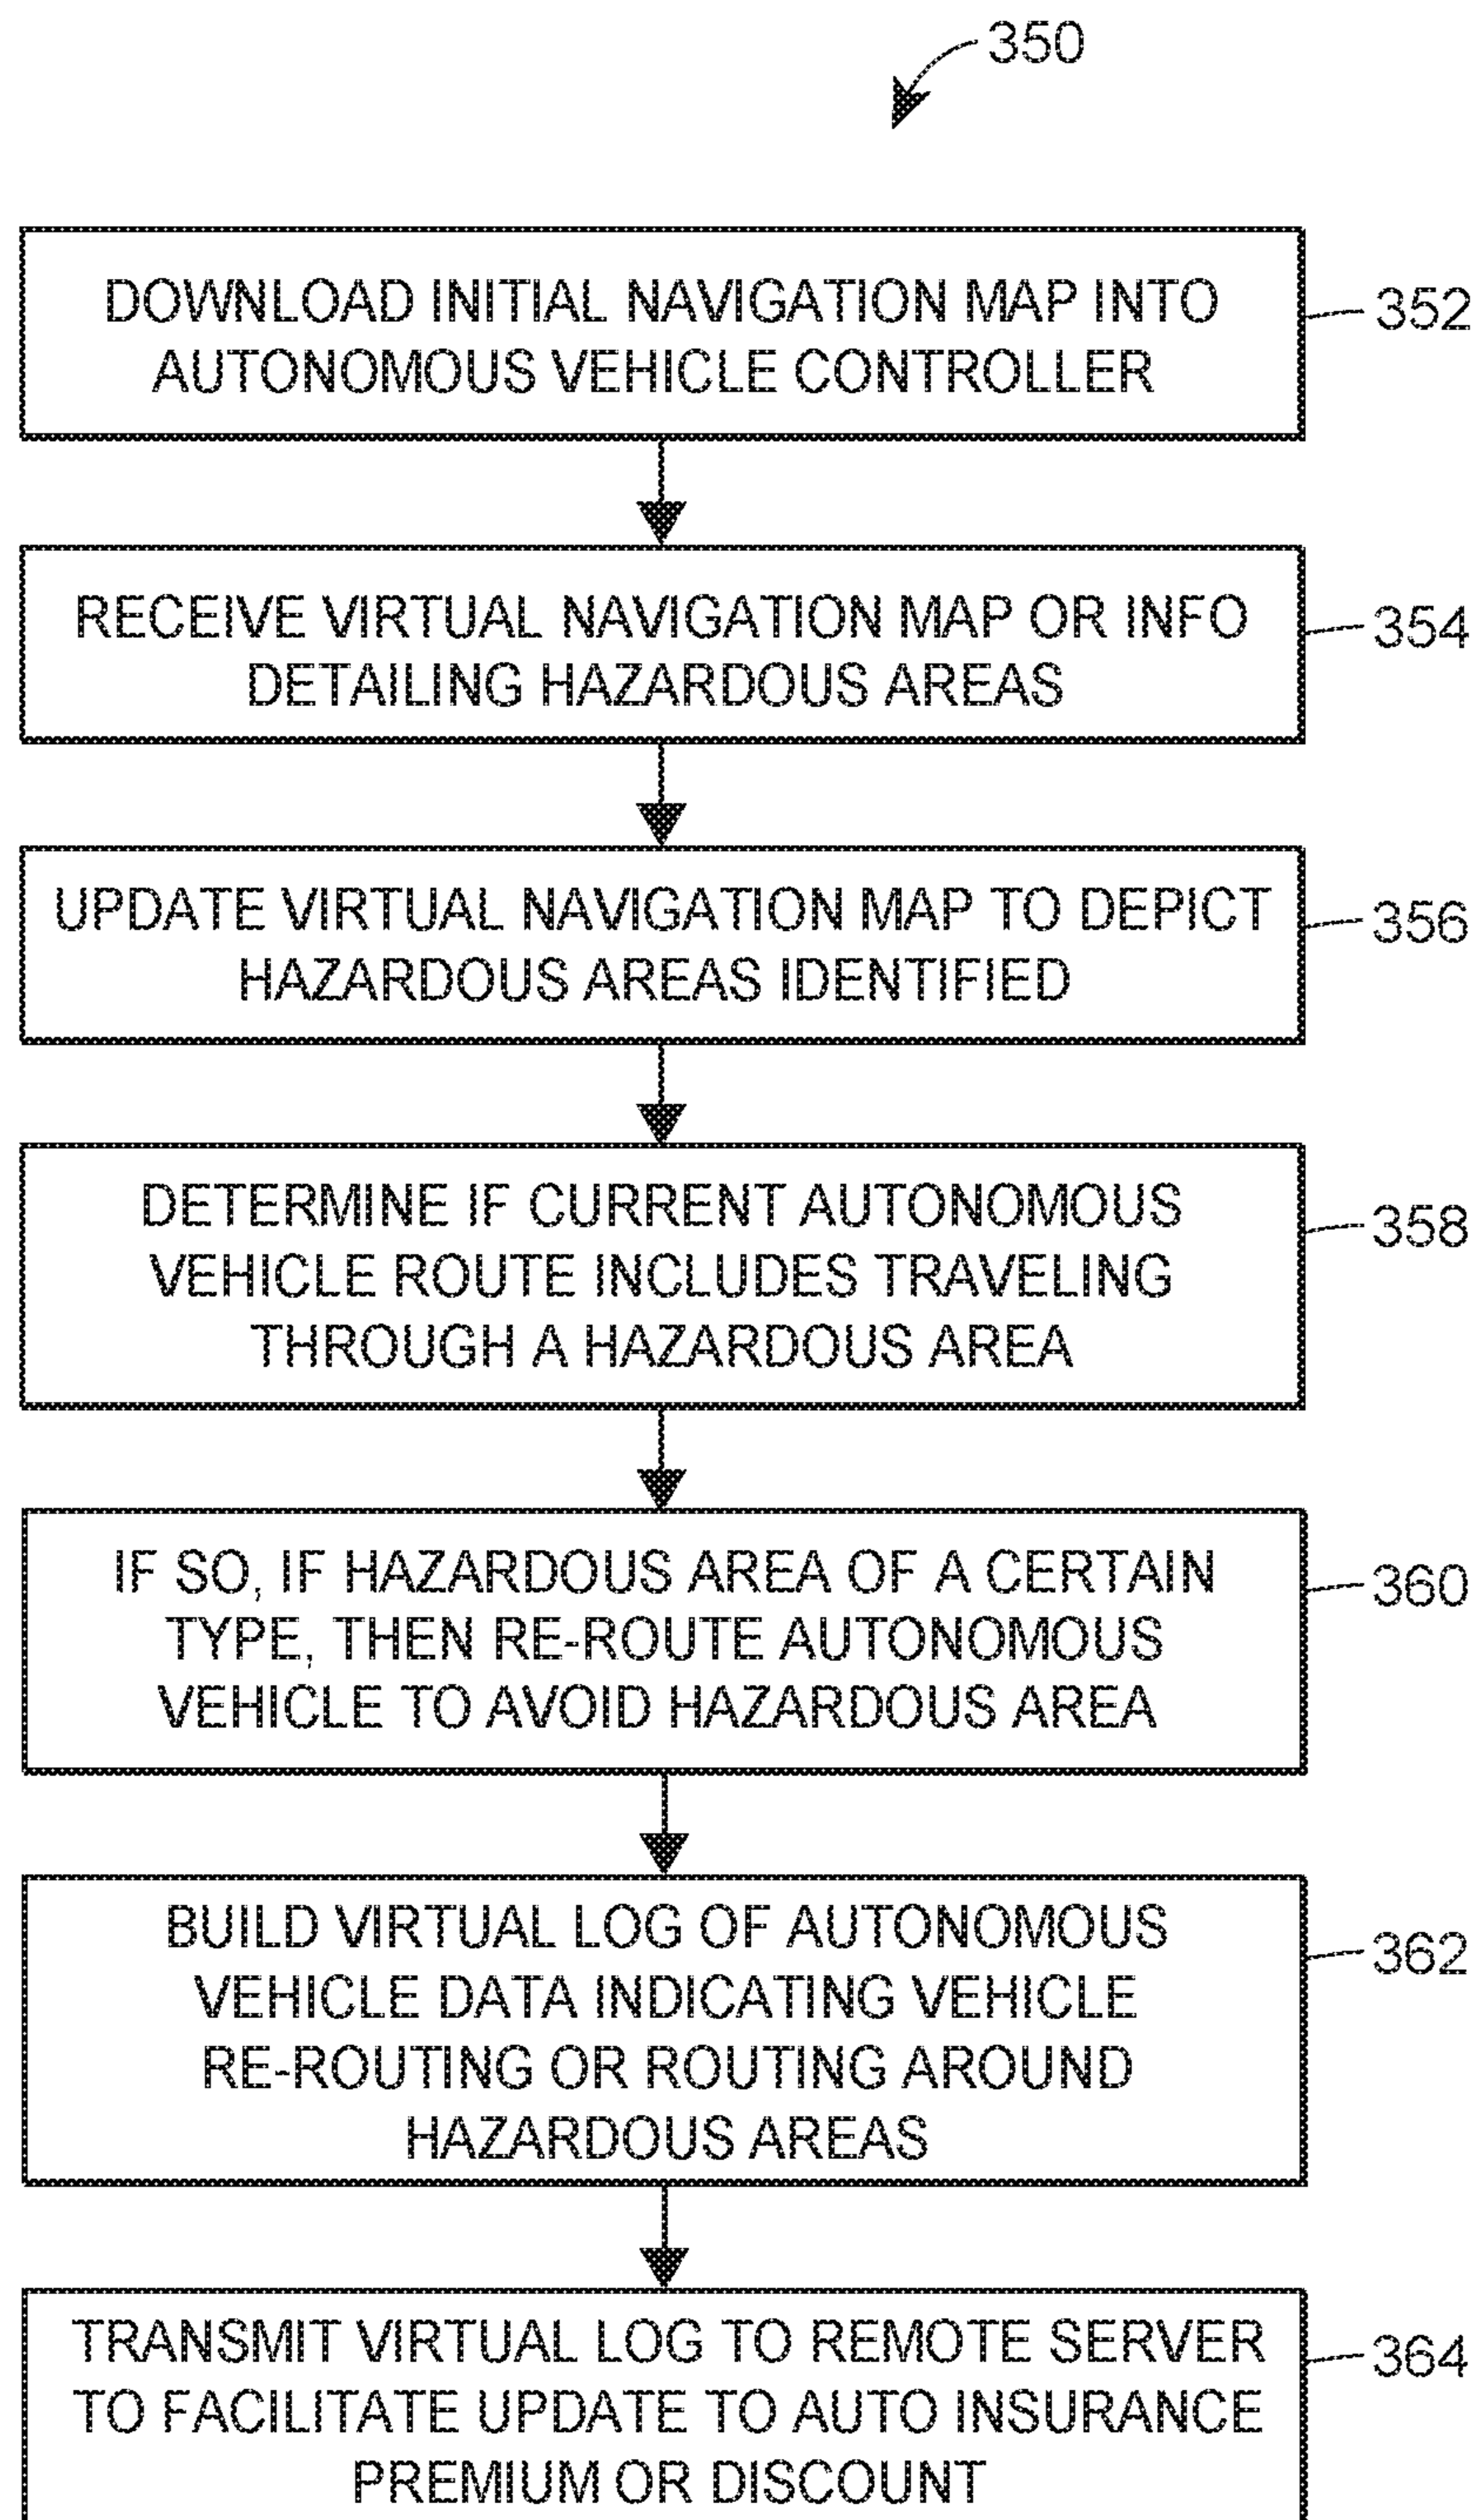 350
DOWNLOAD INITIAL NAVIGATION MAP INTO
AUTONOMOUS VEHICLE CONTROLLER
352
RECEIVE VIRTUAL NAVIGATION MAP OR INFO
DETAILING HAZARDOUS AREAS
354
UPDATE VIRTUAL NAVIGATION MAP TO DEPICT
HAZARDOUS AREAS IDENTIFIED
356
DETERMINE IF CURRENT AUTONOMOUS
VEHICLE ROUTE INCLUDES TRAVELING
THROUGH A HAZARDOUS AREA
358
IF SO, IF HAZARDOUS AREA OF A CERTAIN
TYPE, THEN RE-ROUTE AUTONOMOUS
VEHICLE TO AVOID HAZARDOUS AREA
360
BUILD VIRTUAL LOG OF AUTONOMOUS
VEHICLE DATA INDICATING VEHICLE
RE-ROUTING OR ROUTING AROUND
HAZARDOUS AREAS
362
TRANSMIT VIRTUAL LOG TO REMOTE SERVER
TO FACILITATE UPDATE TO AUTO INSURANCE
PREMIUM OR DISCOUNT
364